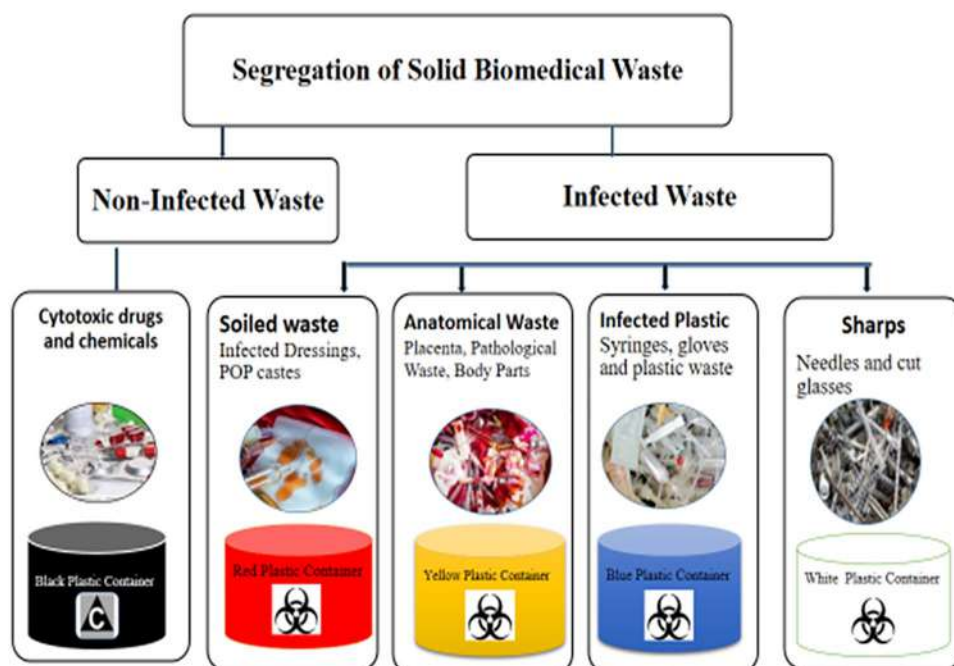 Segregation of Solid Biomedical Waste
Non-Infected Waste
Infected Waste
Cytotoxic drugs
and chemicals
Black Plastic Container
C
Soiled waste
Infected Dressings,
POP castes
Red Plastic Container
Anatomical Waste
Placenta, Pathological
Waste, Body Parts
Yellow Plastic Container
Infected Plastic
Syringes, gloves
and plastic waste
Blue Plastic Container
Sharps
Needles and cut
glasses
White Plastic Container